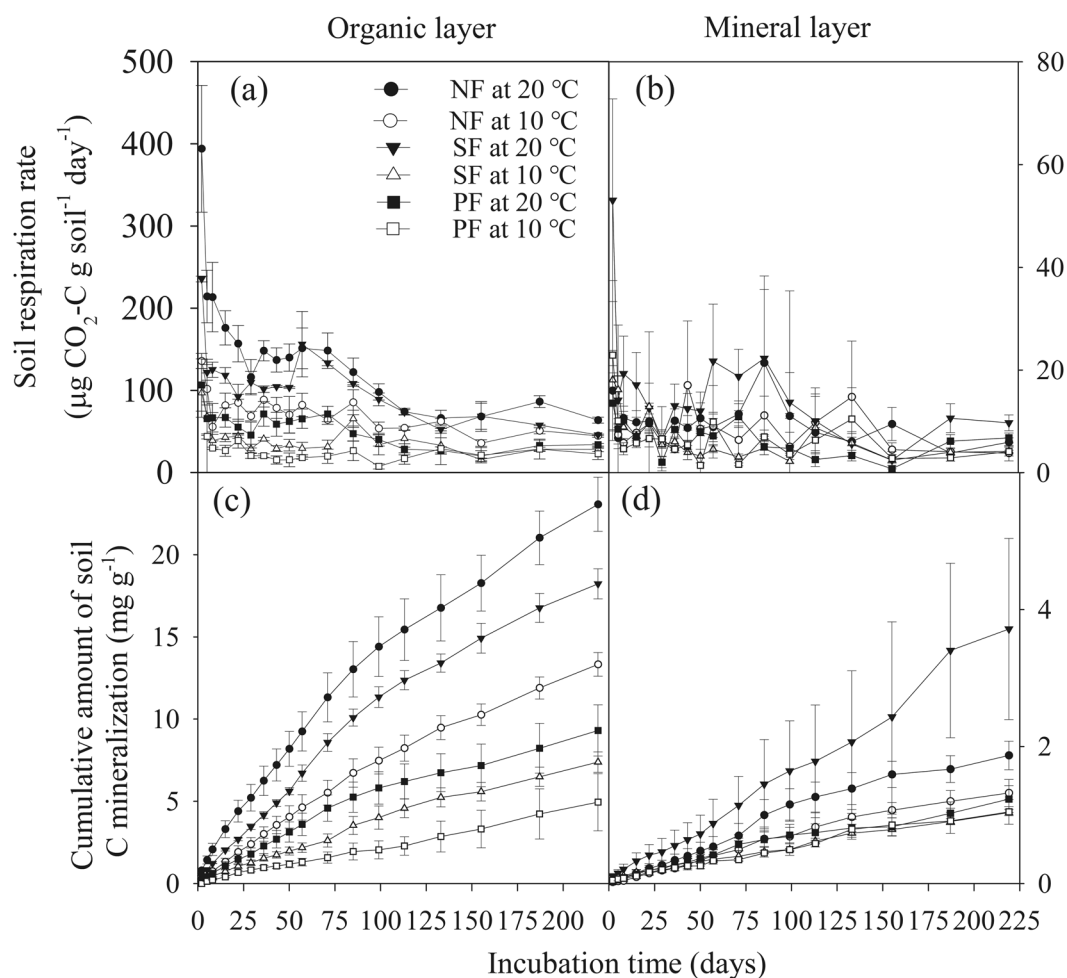 Organic layer
Mineral layer
Soil respiration rate
(µg CO₂-C g soil⁻¹ day⁻¹)
500
400
300
200
100
0
(a)
NF at 20 °C
NF at 10 °C
SF at 20 °C
SF at 10 °C
PF at 20 °C
PF at 10 °C
(b)
80
60
40
20
0
Cumulative amount of soil
C mineralization (mg g⁻¹)
20
15
10
5
0
(c)
(d)
4
2
0
0 25 50 75 100 125 150 175 200 0 25 50 75 100 125 150 175 200 225
Incubation time (days)